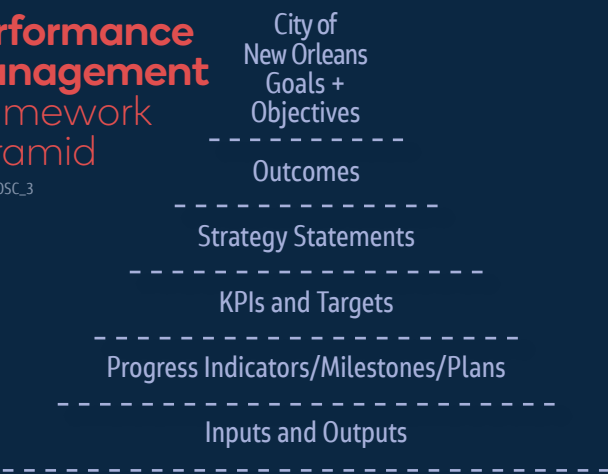 rformance
nagement
mework
ramid
OSC_3
City of
New Orleans
Goals +
Objectives
Outcomes
Strategy Statements
KPIs and Targets
Progress Indicators/Milestones/Plans
Inputs and Outputs